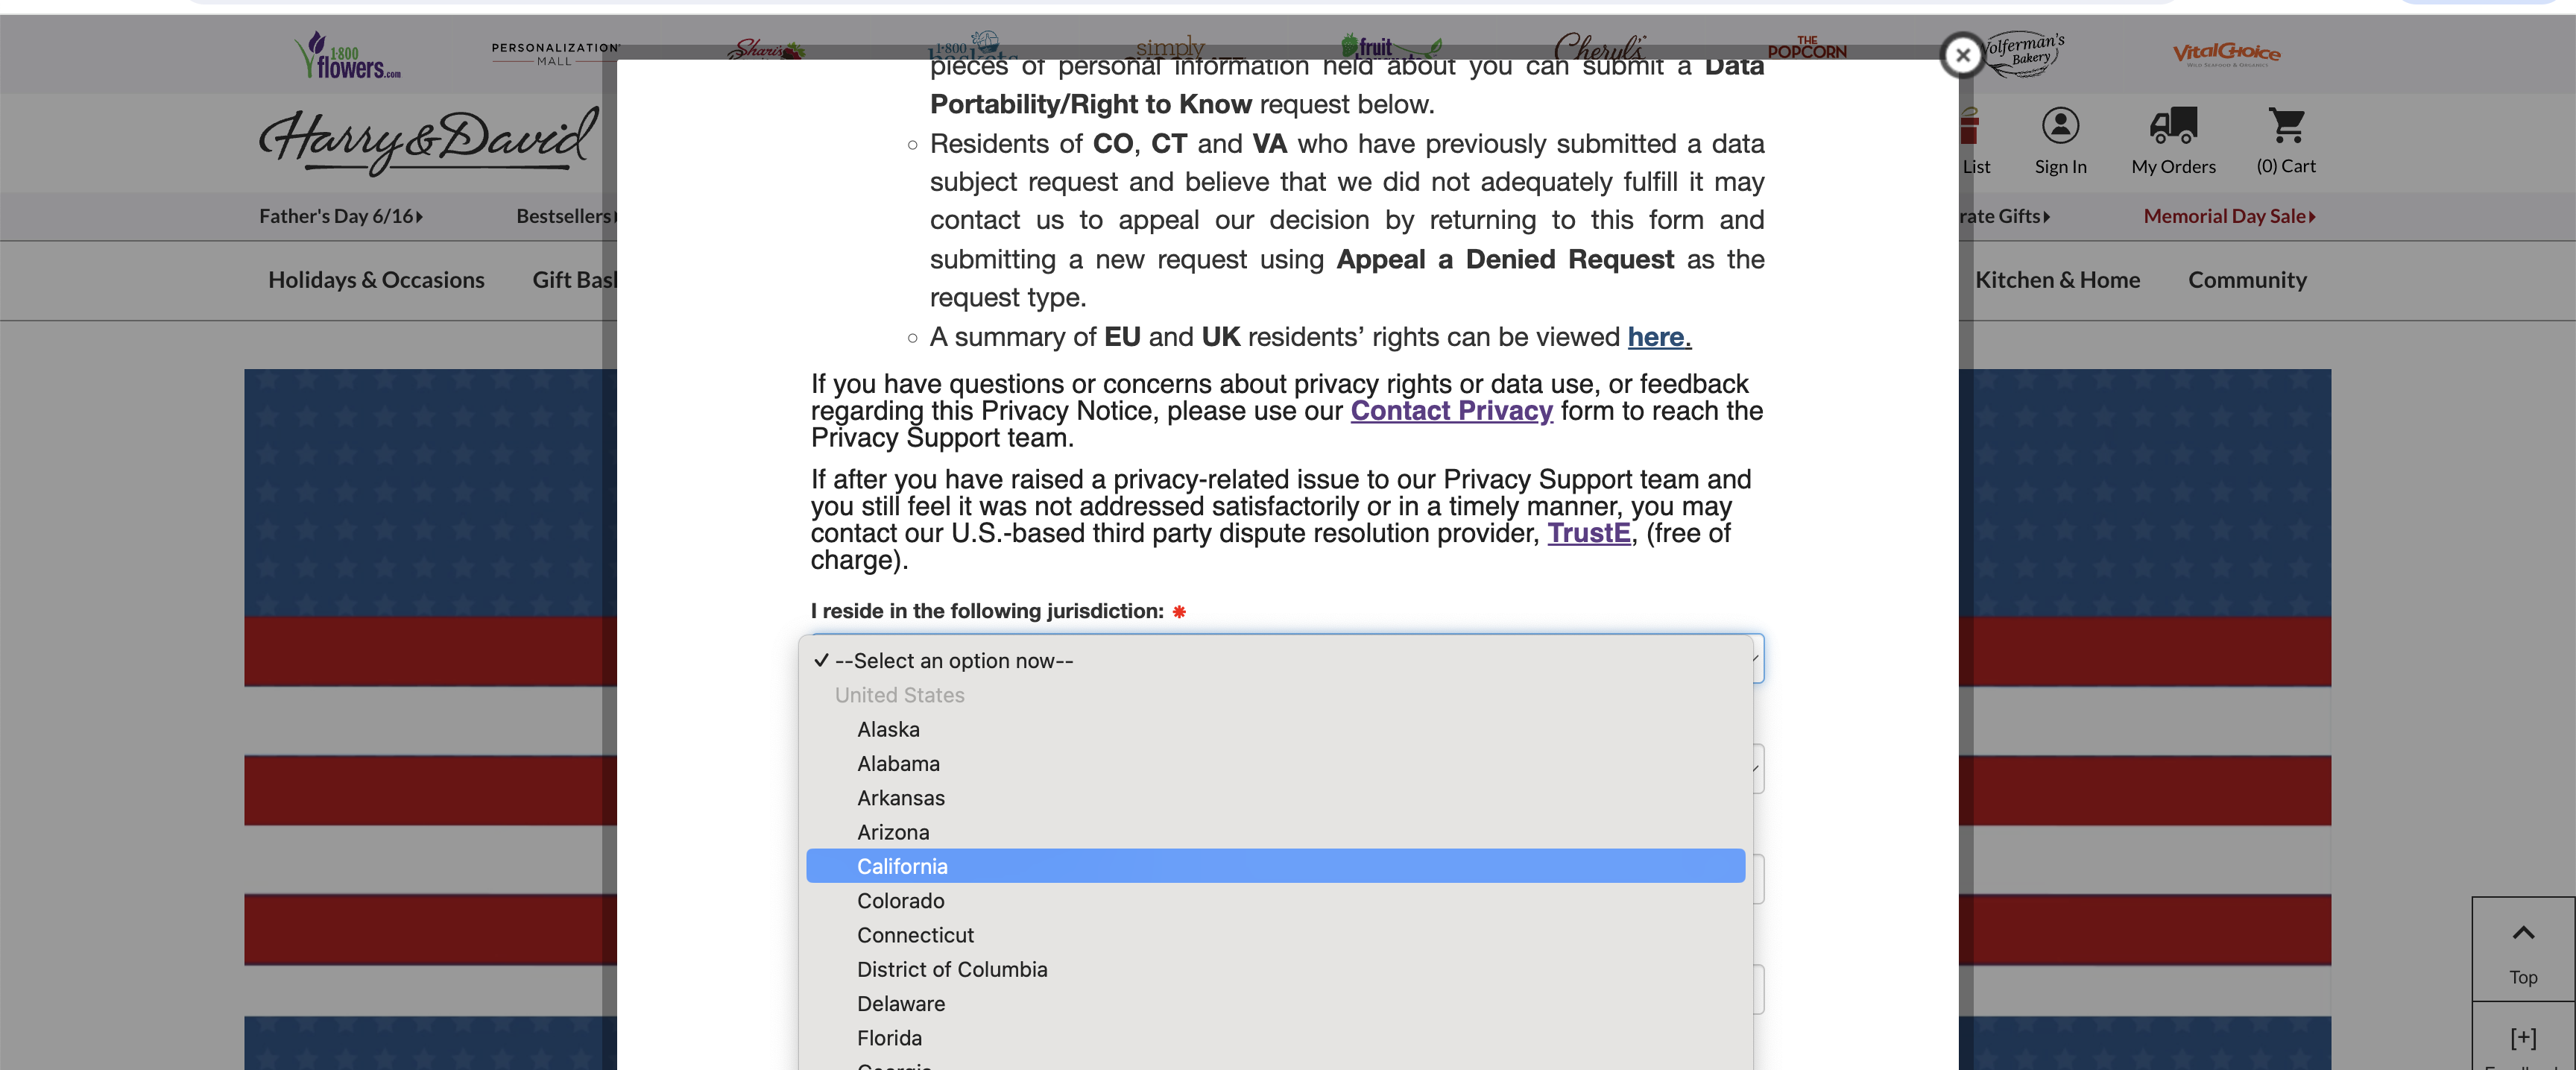 1-800
flowers.com
PERSONALIZATION
MALL
Shari's
1-800
baskets
simply
fruit
Cheryl's
THE
POPCORN
Wolferman's
Bakery
VitalChoice
WILD SEAFOOD & ORGANICS
Harry & David
List
Sign In
My Orders
(0) Cart
Father's Day 6/16
Bestsellers
rate Gifts
Memorial Day Sale
Holidays & Occasions
Gift Bas
Kitchen & Home
Community
pieces of personal information held about you can submit a Data
Portability/Right to Know request below.
Residents of CO, CT and VA who have previously submitted a data
subject request and believe that we did not adequately fulfill it may
contact us to appeal our decision by returning to this form and
submitting a new request using Appeal a Denied Request as the
request type.
A summary of EU and UK residents’ rights can be viewed here.
If you have questions or concerns about privacy rights or data use, or feedback
regarding this Privacy Notice, please use our Contact Privacy form to reach the
Privacy Support team.
If after you have raised a privacy-related issue to our Privacy Support team and
you still feel it was not addressed satisfactorily or in a timely manner, you may
contact our U.S.-based third party dispute resolution provider, TrustE, (free of
charge).
I reside in the following jurisdiction: *
✓ --Select an option now--
United States
Alaska
Alabama
Arkansas
Arizona
California
Colorado
Connecticut
District of Columbia
Delaware
Florida
Georgia
Top
[+]